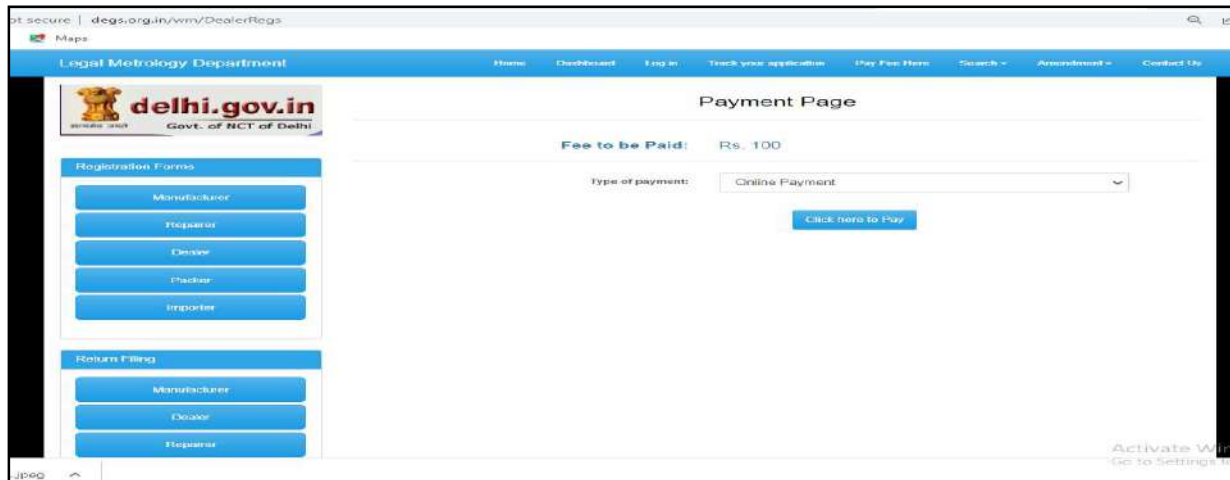 ot secure | degs.org.in/wm/DealerRegs
Maps
Legal Metrology Department
Home Dashboard Log in Track your application Pay Fee Here Search Amendment Contact Us
delhi.gov.in
Govt. of NCT of Delhi
Payment Page
Fee to be Paid: Rs. 100
Type of payment: Online Payment
Click here to Pay
Registration Forms
Manufacturer
Repairer
Dealer
Packer
Importer
Return Filing
Manufacturer
Dealer
Repairer
Activate Win
Go to Settings
.jpeg